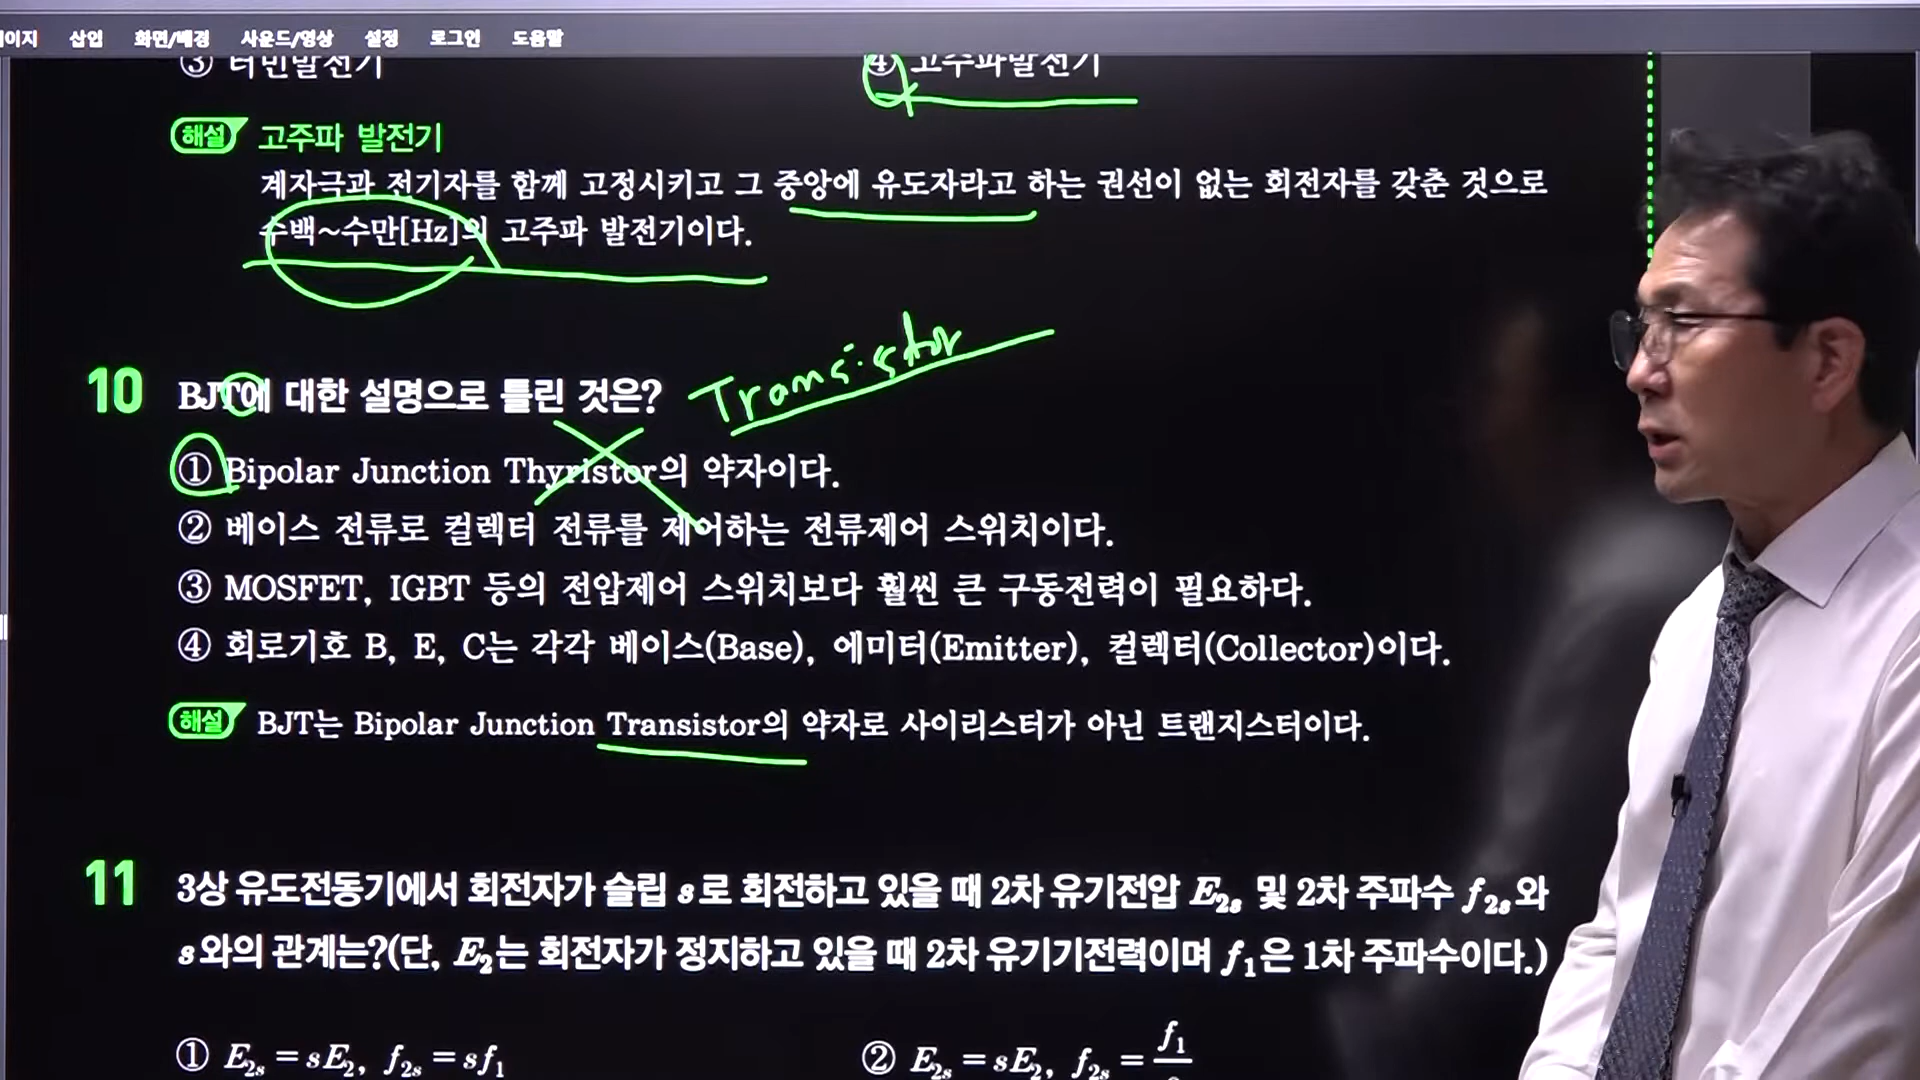 삽입 화면/배경 사운드/영상 설정 로그인 도움말
③ 터빈발전기 ④ 고주파발전기
해설 고주파 발전기
계자극과 전기자를 함께 고정시키고 그 중앙에 유도자라고 하는 권선이 없는 회전자를 갖춘 것으로
수백~수만[Hz]의 고주파 발전기이다.
Transistor
10 BJT에 대한 설명으로 틀린 것은?
① Bipolar Junction Thyristor의 약자이다.
② 베이스 전류로 컬렉터 전류를 제어하는 전류제어 스위치이다.
③ MOSFET, IGBT 등의 전압제어 스위치보다 훨씬 큰 구동전력이 필요하다.
④ 회로기호 B, E, C는 각각 베이스(Base), 에미터(Emitter), 컬렉터(Collector)이다.
해설 BJT는 Bipolar Junction Transistor의 약자로 사이리스터가 아닌 트랜지스터이다.
11 3상 유도전동기에서 회전자가 슬립 s로 회전하고 있을 때 2차 유기전압 E₂ₛ 및 2차 주파수 f₂ₛ와
s와의 관계는?(단, E₂는 회전자가 정지하고 있을 때 2차 유기기전력이며 f₁은 1차 주파수이다.)
① E₂ₛ = sE₂, f₂ₛ = sf₁ ② E₂ₛ = sE₂, f₂ₛ = f₁/